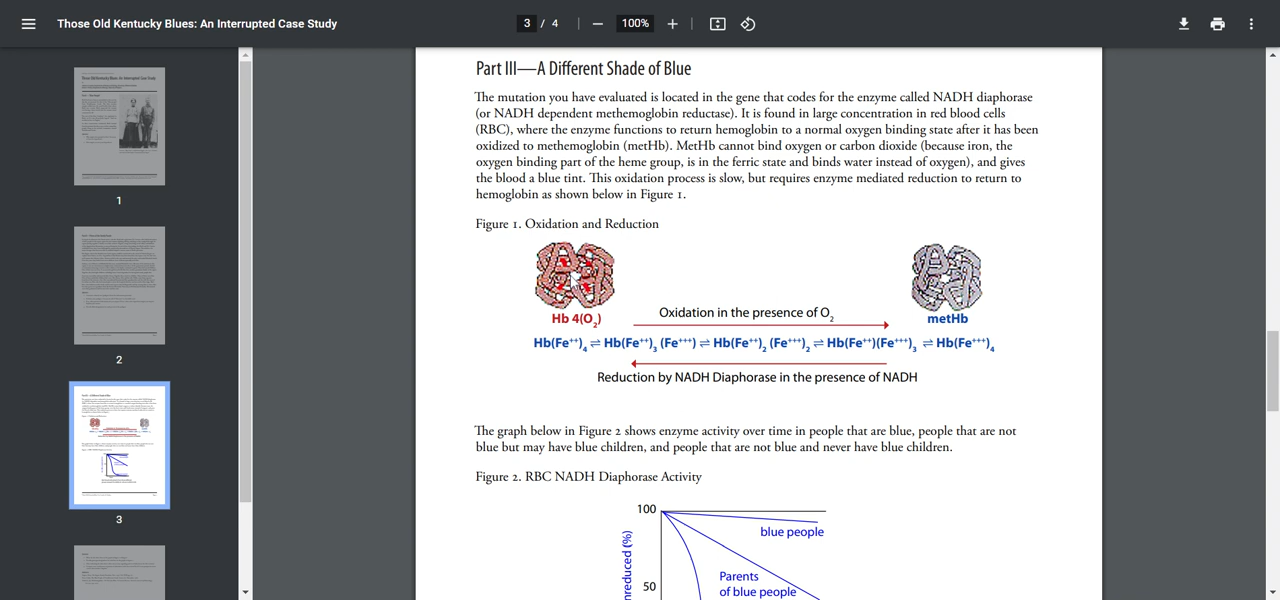 Those Old Kentucky Blues: An Interrupted Case Study
3 / 4
100%
1
2
3
Part III—A Different Shade of Blue
The mutation you have evaluated is located in the gene that codes for the enzyme called NADH diaphorase
(or NADH dependent methemoglobin reductase). It is found in large concentration in red blood cells
(RBC), where the enzyme functions to return hemoglobin to a normal oxygen binding state after it has been
oxidized to methemoglobin (metHb). MetHb cannot bind oxygen or carbon dioxide (because iron, the
oxygen binding part of the heme group, is in the ferric state and binds water instead of oxygen), and gives
the blood a blue tint. This oxidation process is slow, but requires enzyme mediated reduction to return to
hemoglobin as shown below in Figure 1.
Figure 1. Oxidation and Reduction
Hb 4(O₂)
Oxidation in the presence of O₂
metHb
Hb(Fe⁺⁺)₄ ⇌ Hb(Fe⁺⁺)₃ (Fe⁺⁺⁺) ⇌ Hb(Fe⁺⁺)₂ (Fe⁺⁺⁺)₂ ⇌ Hb(Fe⁺⁺)(Fe⁺⁺⁺)₃ ⇌ Hb(Fe⁺⁺⁺)₄
Reduction by NADH Diaphorase in the presence of NADH
The graph below in Figure 2 shows enzyme activity over time in people that are blue, people that are not
blue but may have blue children, and people that are not blue and never have blue children.
Figure 2. RBC NADH Diaphorase Activity
100
blue people
Parents
of blue people
50